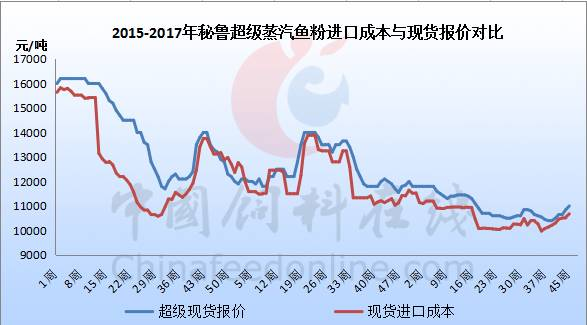 2015-2017年秘鲁超级蒸汽鱼粉进口成本与现货报价对比
元/吨
17000
16000
15000
14000
13000
12000
11000
10000
9000
中国饲料在线
Chinafeedonline.com
1周 8周 15周 22周 29周 36周 43周 50周 5周 12周 19周 26周 33周 40周 47周 2周 9周 16周 23周 30周 37周 45周
超级现货报价 现货进口成本